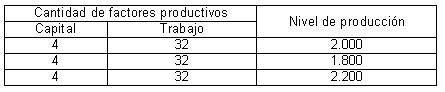 Cantidad de factores productivos Nivel de producción
Capital Trabajo
4 32 2.000
4 32 1.800
4 32 2.200